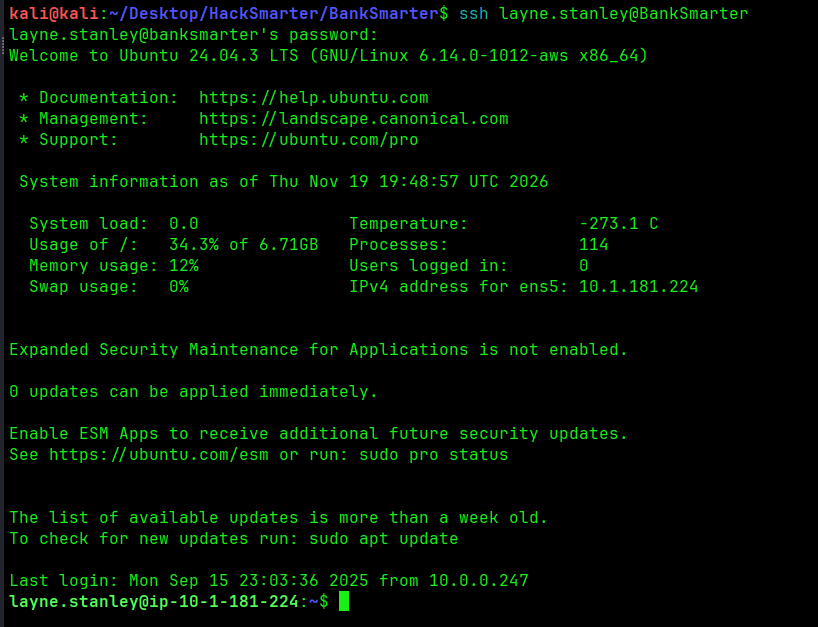 kali@kali:~/Desktop/HackSmarter/BankSmarter$ ssh layne.stanley@BankSmarter
layne.stanley@banksmarter's password:
Welcome to Ubuntu 24.04.3 LTS (GNU/Linux 6.14.0-1012-aws x86_64)
* Documentation: https://help.ubuntu.com
* Management: https://landscape.canonical.com
* Support: https://ubuntu.com/pro
System information as of Thu Nov 19 19:48:57 UTC 2026
System load: 0.0 Temperature: -273.1 C
Usage of /: 34.3% of 6.71GB Processes: 114
Memory usage: 12% Users logged in: 0
Swap usage: 0% IPv4 address for ens5: 10.1.181.224
Expanded Security Maintenance for Applications is not enabled.
0 updates can be applied immediately.
Enable ESM Apps to receive additional future security updates.
See https://ubuntu.com/esm or run: sudo pro status
The list of available updates is more than a week old.
To check for new updates run: sudo apt update
Last login: Mon Sep 15 23:03:36 2025 from 10.0.0.247
layne.stanley@ip-10-1-181-224:~$